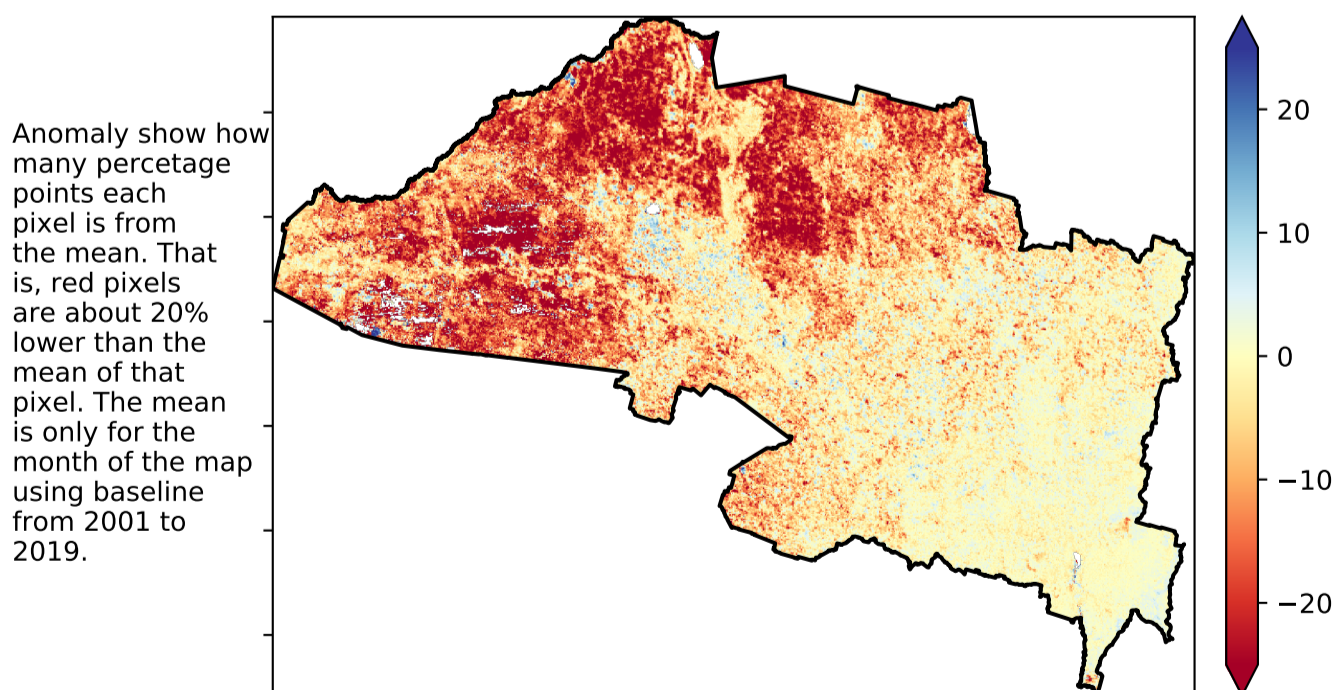 Anomaly show how
many percetage
points each
pixel is from
the mean. That
is, red pixels
are about 20%
lower than the
mean of that
pixel. The mean
is only for the
month of the map
using baseline
from 2001 to
2019.
20
10
0
−10
−20